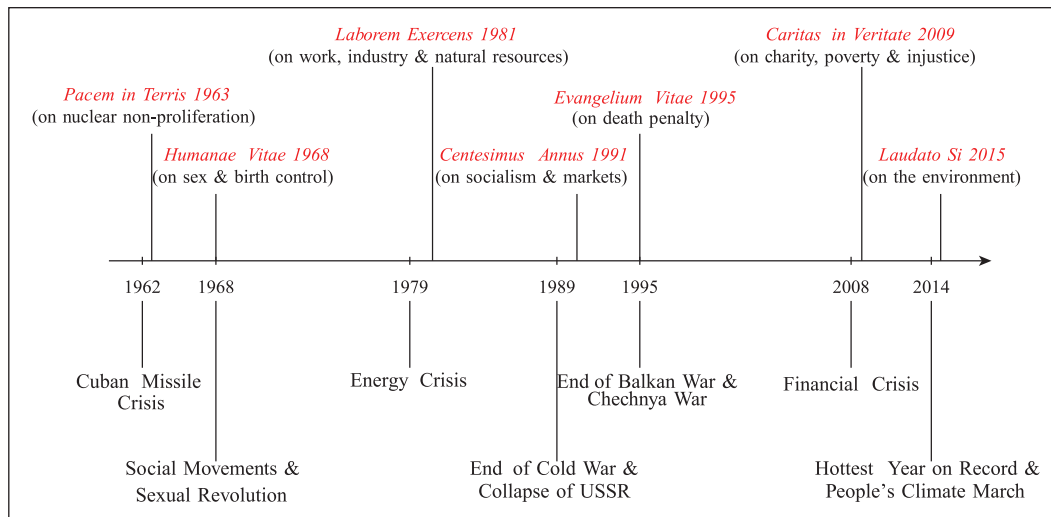 Laborem Exercens 1981
(on work, industry & natural resources)
Caritas in Veritate 2009
(on charity, poverty & injustice)
Pacem in Terris 1963
(on nuclear non-proliferation)
Evangelium Vitae 1995
(on death penalty)
Humanae Vitae 1968
(on sex & birth control)
Centesimus Annus 1991
(on socialism & markets)
Laudato Si 2015
(on the environment)
1962 1968 1979 1989 1995 2008 2014
Cuban Missile
Crisis
Energy Crisis
End of Balkan War &
Chechnya War
Financial Crisis
Social Movements &
Sexual Revolution
End of Cold War &
Collapse of USSR
Hottest Year on Record &
People's Climate March